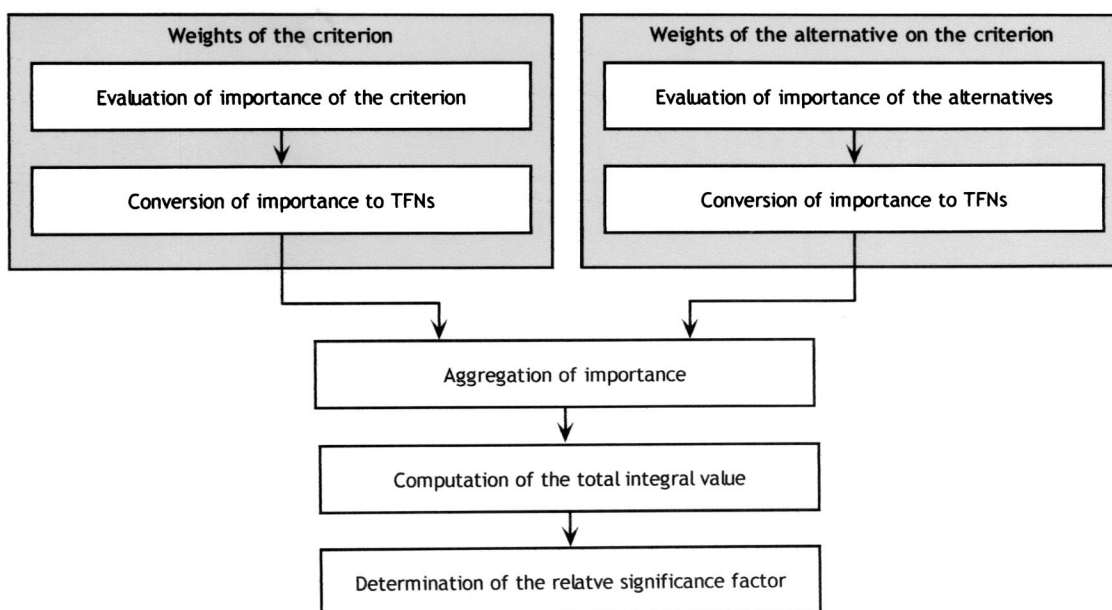 Weights of the criterion
Evaluation of importance of the criterion
Conversion of importance to TFNs
Weights of the alternative on the criterion
Evaluation of importance of the alternatives
Conversion of importance to TFNs
Aggregation of importance
Computation of the total integral value
Determination of the relatve significance factor